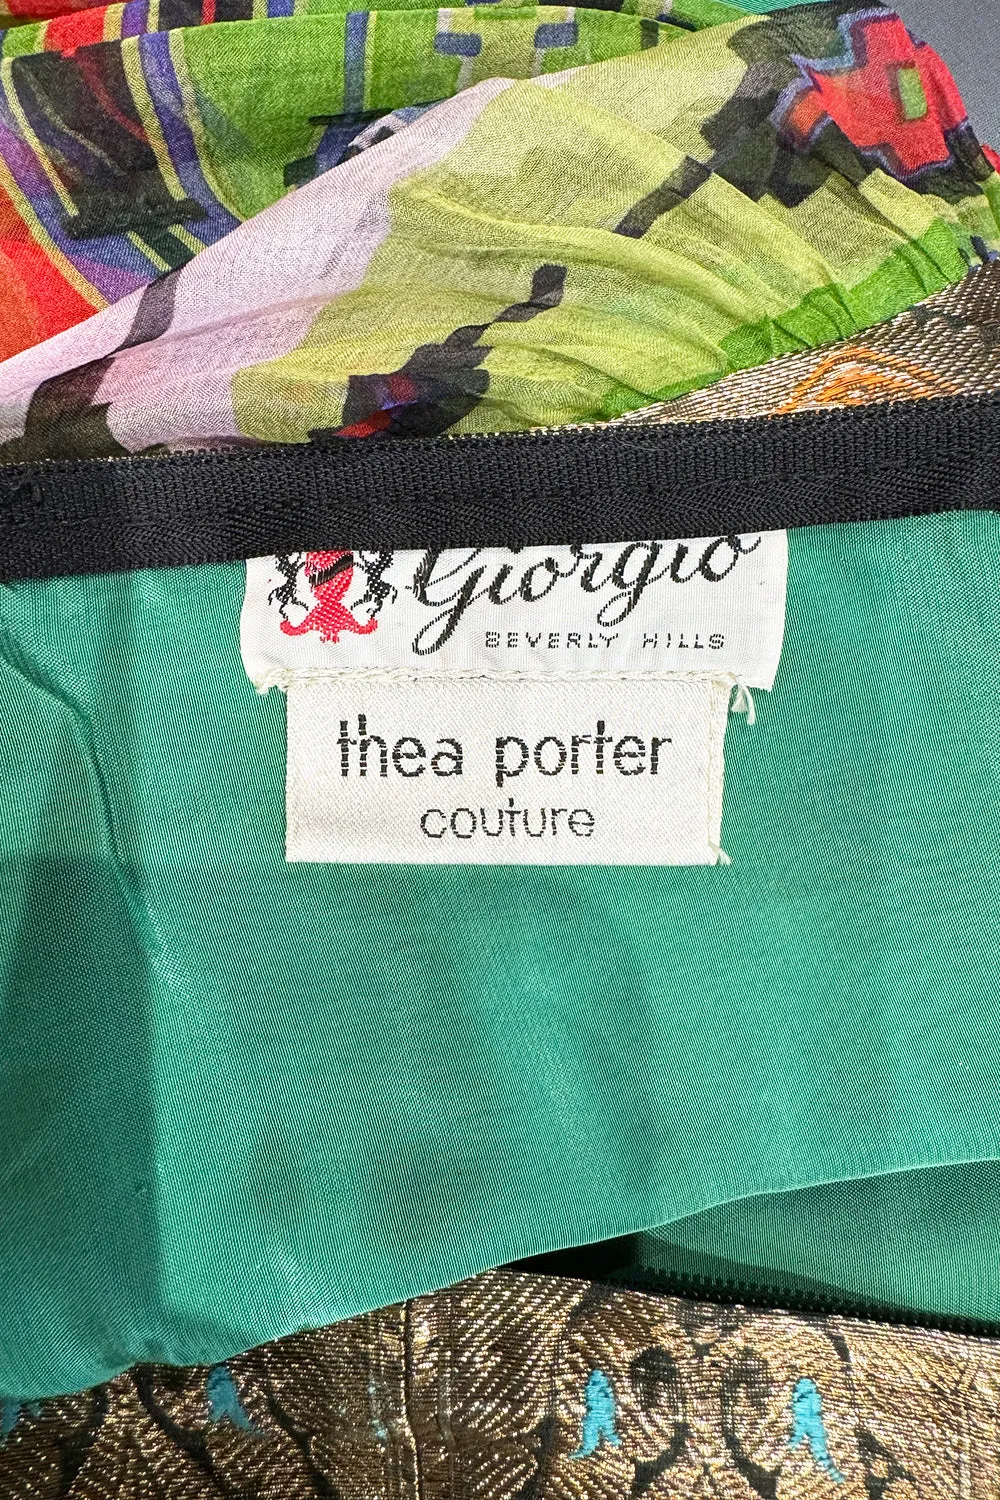 Giorgio
BEVERLY HILLS
thea porter
couture